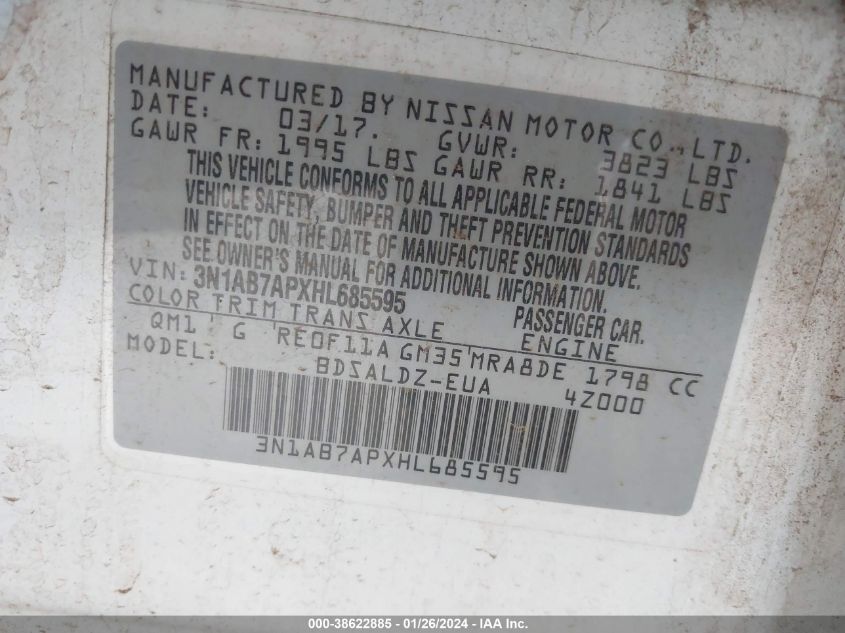 MANUFACTURED BY NISSAN MOTOR CO., LTD.
DATE: 03/17. GVWR: 3823 LBS
GAWR FR: 1995 LBS GAWR RR: 1841 LBS
THIS VEHICLE CONFORMS TO ALL APPLICABLE FEDERAL MOTOR
VEHICLE SAFETY, BUMPER AND THEFT PREVENTION STANDARDS
IN EFFECT ON THE DATE OF MANUFACTURE SHOWN ABOVE.
SEE OWNER'S MANUAL FOR ADDITIONAL INFORMATION.
VIN: 3N1AB7APXHL685595 PASSENGER CAR.
COLOR TRIM TRANS AXLE ENGINE
QM1 G RE0F11A GM35 MRA8DE 1798 CC
MODEL: BDSALDZ-EUA 4Z000
3N1AB7APXHL685595
000-38622885 - 01/26/2024 - IAA Inc.